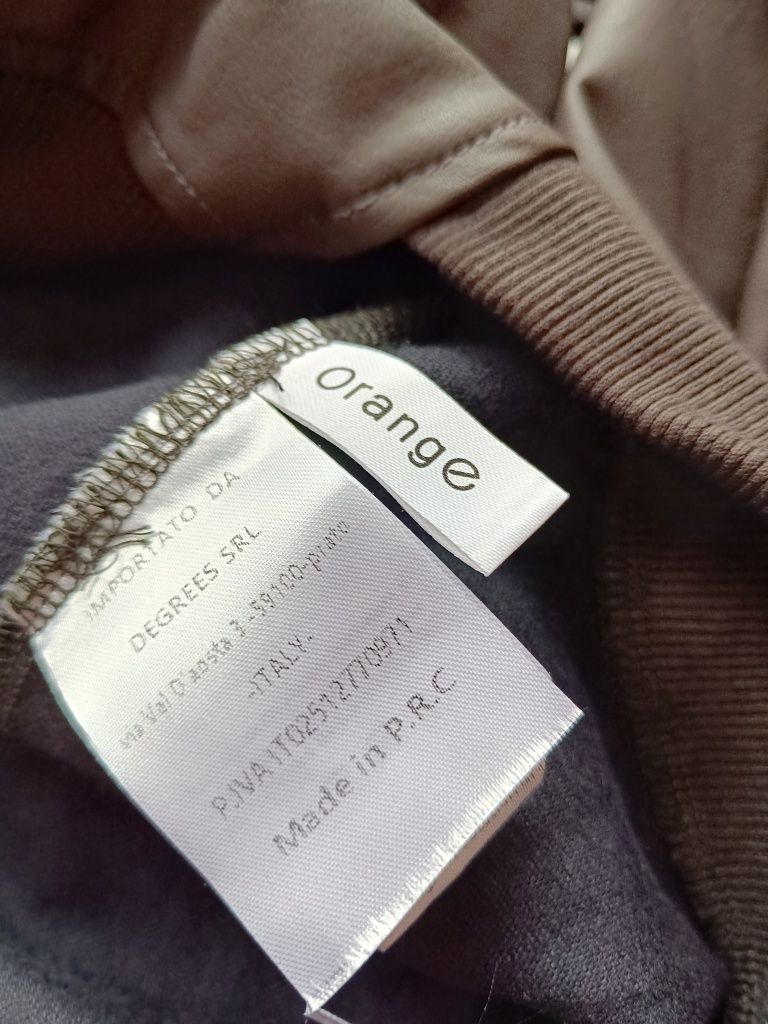 Orange
IMPORTATO DA
DEGREES SRL
via Val D'aosta 3 -59100-prato
-ITALY-
P.IVA IT02512770971
Made in P.R.C